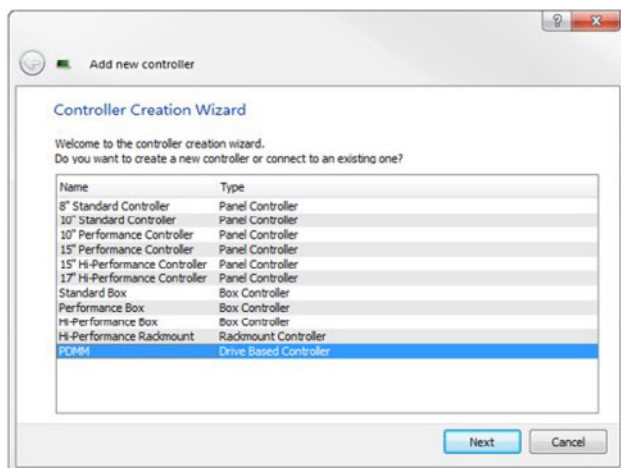 Add new controller
Controller Creation Wizard
Welcome to the controller creation wizard.
Do you want to create a new controller or connect to an existing one?
Name Type
8" Standard Controller Panel Controller
10" Standard Controller Panel Controller
10" Performance Controller Panel Controller
15" Performance Controller Panel Controller
15" Hi-Performance Controller Panel Controller
17" Hi-Performance Controller Panel Controller
Standard Box Box Controller
Performance Box Box Controller
Hi-Performance Box Box Controller
Hi-Performance Rackmount Rackmount Controller
PDMM Drive Based Controller
Next Cancel